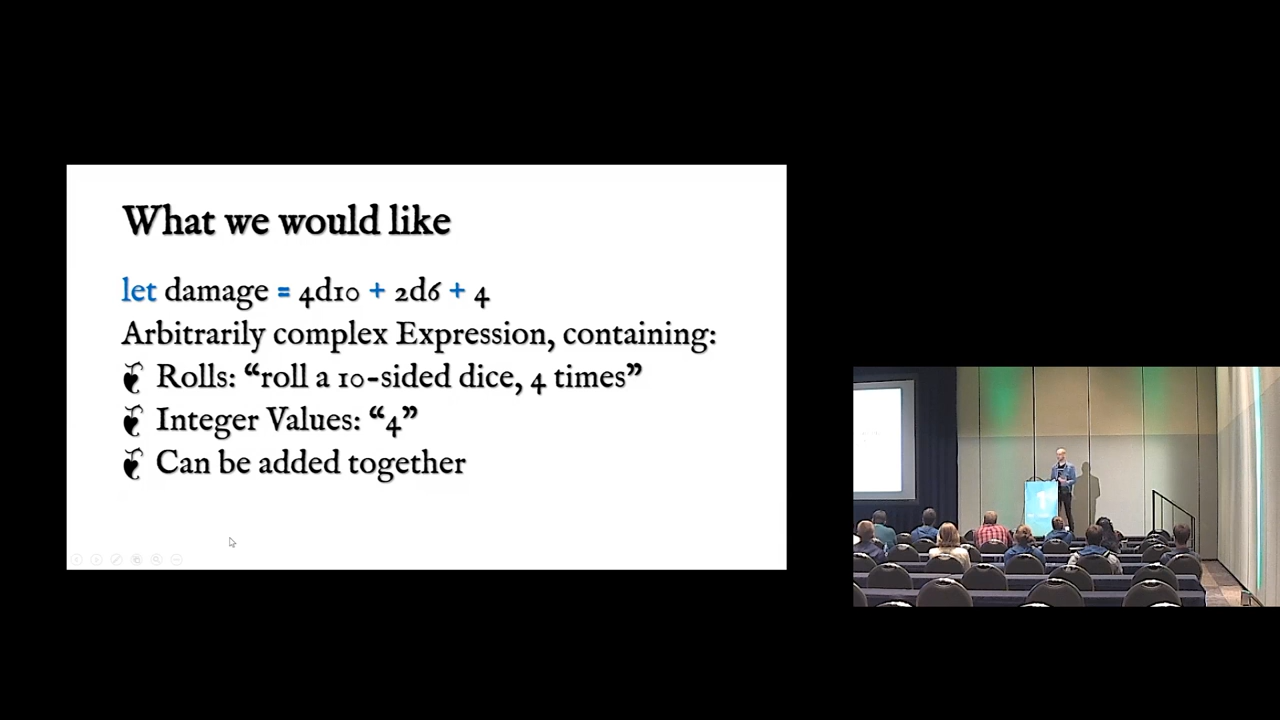 What we would like
let damage = 4d10 + 2d6 + 4
Arbitrarily complex Expression, containing:
Rolls: “roll a 10-sided dice, 4 times”
Integer Values: “4”
Can be added together